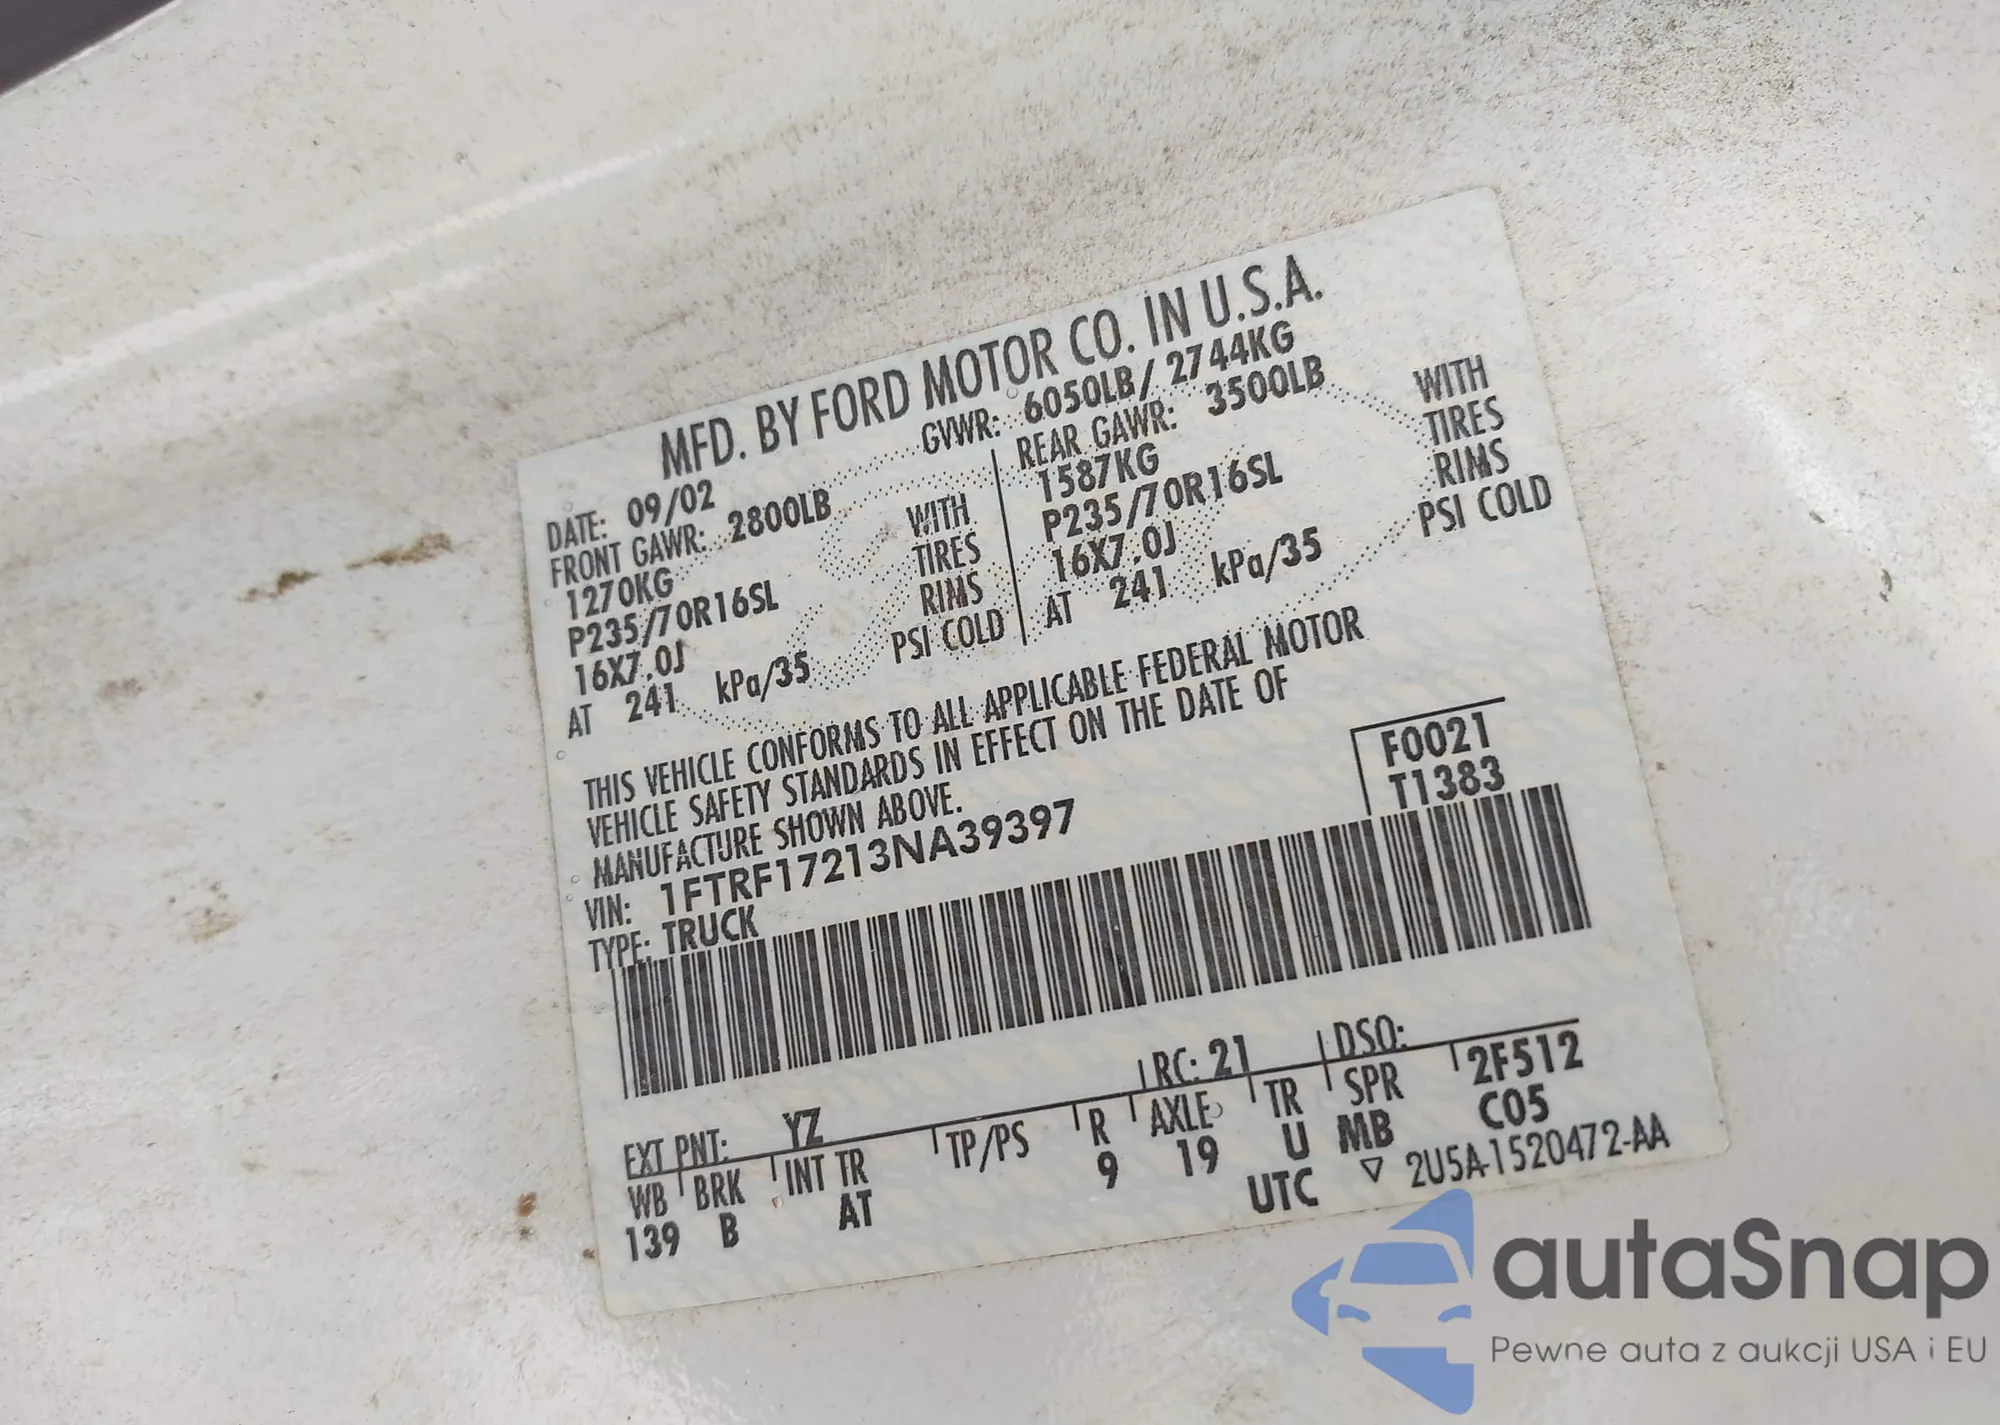 MFD. BY FORD MOTOR CO. IN U.S.A.
DATE: 09/02 GVWR: 6050LB/ 2744KG
FRONT GAWR: 2800LB
1270KG WITH
P235/70R16SL TIRES
16X7.0J RIMS
AT 241 kPa/35 PSI COLD
REAR GAWR: 3500LB
1587KG WITH
P235/70R16SL TIRES
16X7.0J RIMS
AT 241 kPa/35 PSI COLD
THIS VEHICLE CONFORMS TO ALL APPLICABLE FEDERAL MOTOR
VEHICLE SAFETY STANDARDS IN EFFECT ON THE DATE OF
MANUFACTURE SHOWN ABOVE.
VIN: 1FTRF17213NA39397
TYPE: TRUCK
F0021
T1383
EXT PNT: YZ RC: 21 DSO:
WB BRK INT TR TP/PS R AXLE TR SPR 2F512
139 B AT 9 19 U MB C05
UTC ▽ 2U5A-1520472-AA
autaSnap
Pewne auta z aukcji USA i EU